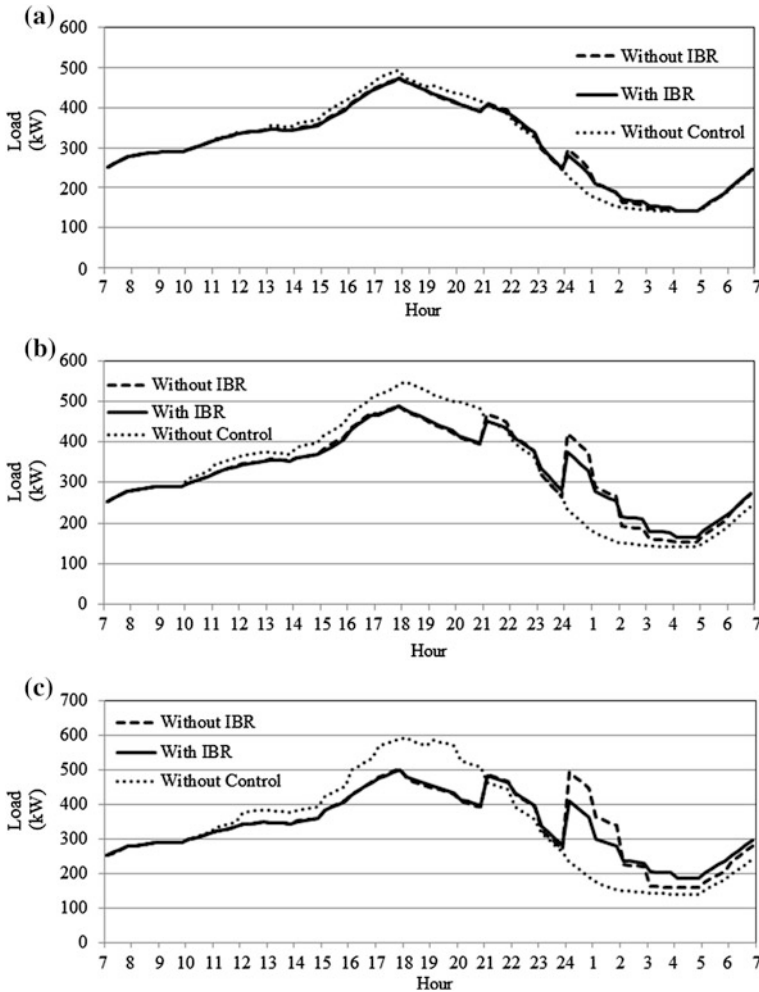 (a)
600
500
400
300
200
100
0
Load
(kW)
Without IBR
With IBR
Without Control
7 8 9 10 11 12 13 14 15 16 17 18 19 20 21 22 23 24 1 2 3 4 5 6 7
Hour
(b)
600
500
400
300
200
100
0
Load
(kW)
Without IBR
With IBR
Without Control
7 8 9 10 11 12 13 14 15 16 17 18 19 20 21 22 23 24 1 2 3 4 5 6 7
Hour
(c)
700
600
500
400
300
200
100
0
Load
(kW)
Without IBR
With IBR
Without Control
7 8 9 10 11 12 13 14 15 16 17 18 19 20 21 22 23 24 1 2 3 4 5 6 7
Hour